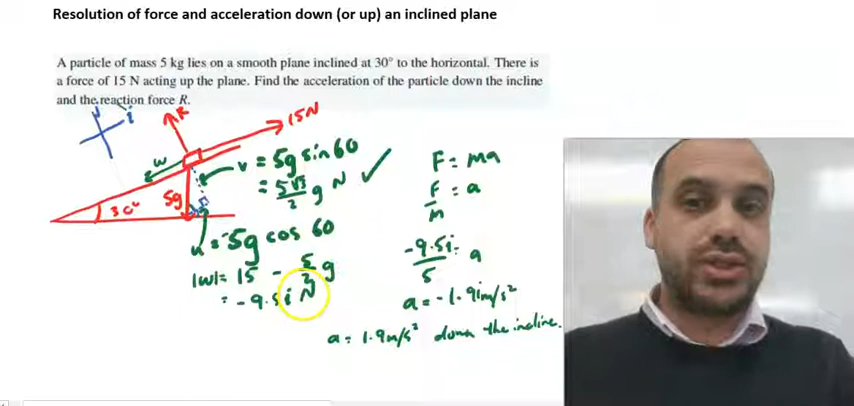 Resolution of force and acceleration down (or up) an inclined plane
A particle of mass 5 kg lies on a smooth plane inclined at 30° to the horizontal. There is
a force of 15 N acting up the plane. Find the acceleration of the particle down the incline
and the reaction force R.
i
R
15N
W
v = 5g sin 60
= 5√3/2 g N ✓
5g
30°
u = -5g cos 60
|w| = 15 - 5/2 g
= -9.5i N
F = ma
F/m = a
-9.5i/5 = a
a = -1.9i m/s²
a = 1.9 m/s² down the incline.